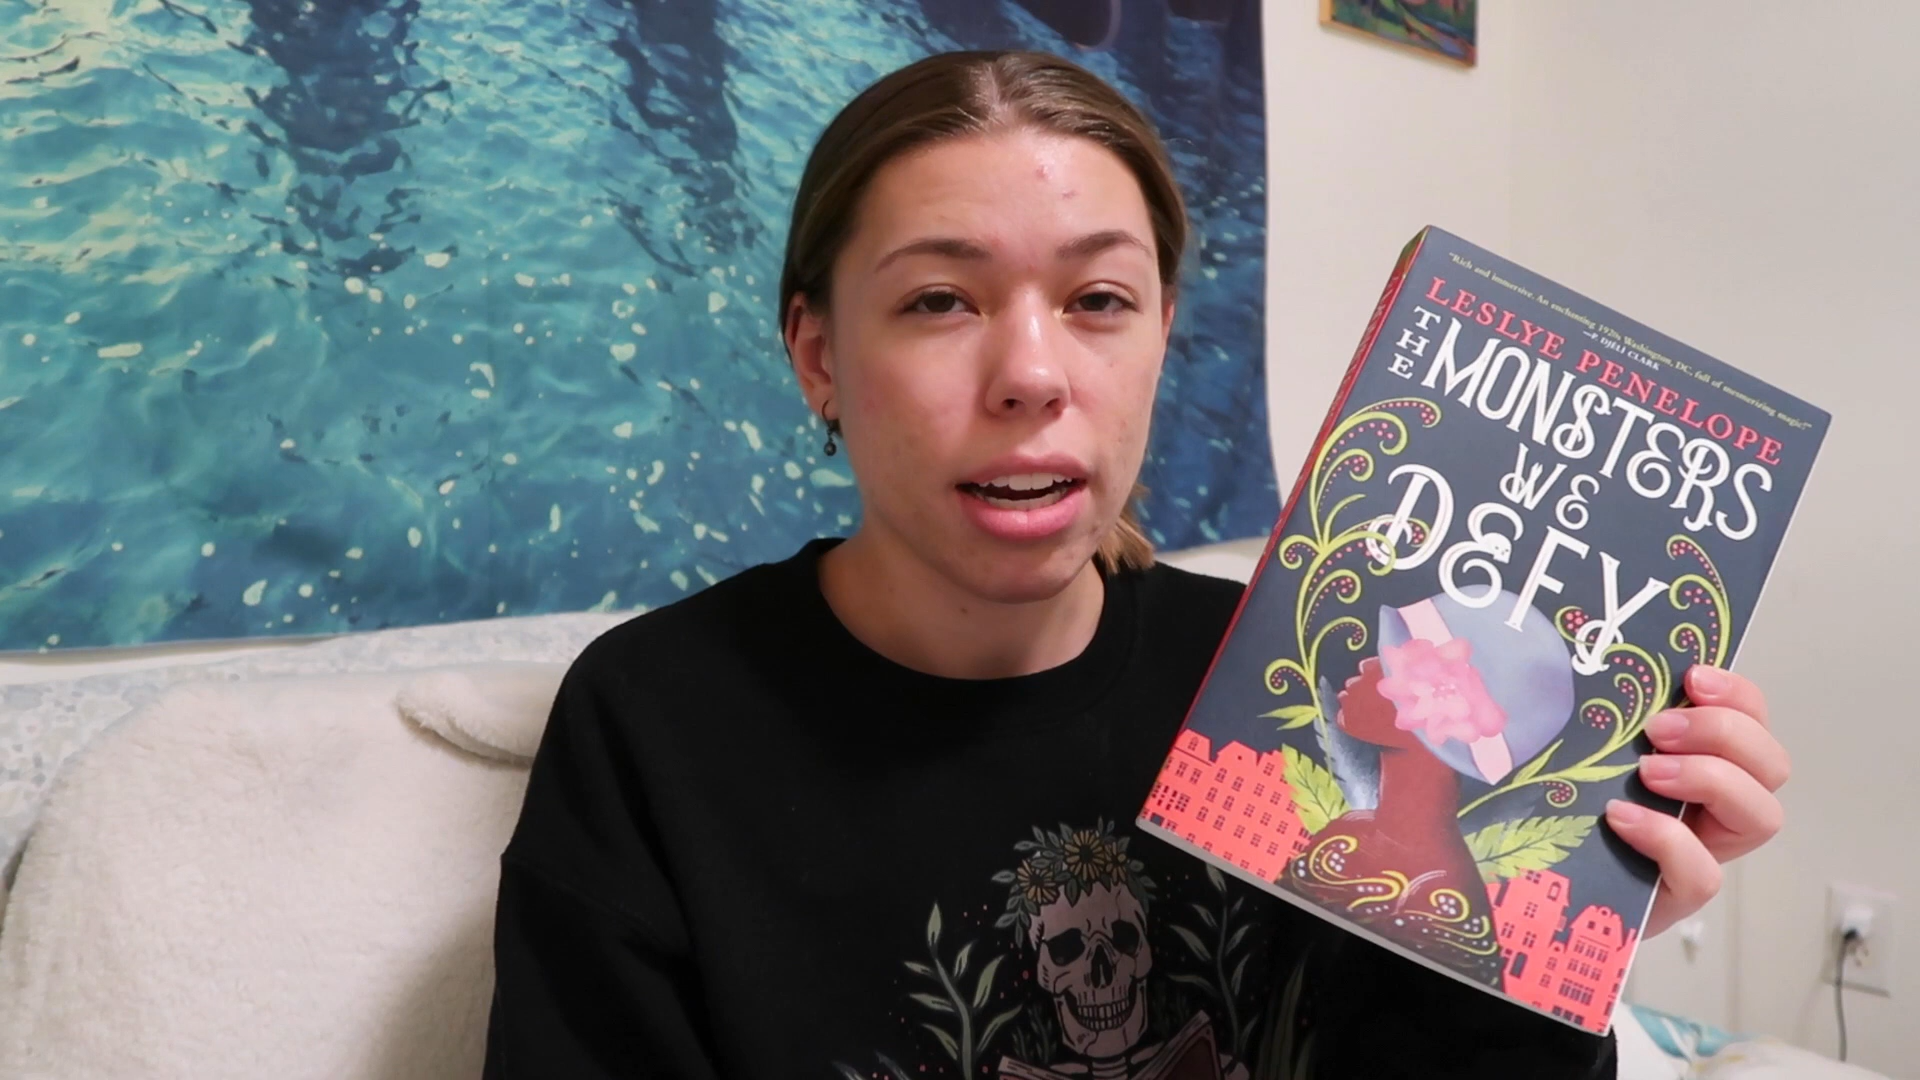 "Rich and immersive. An enchanting 1920s Washington, DC, full of mesmerizing magic."
—P. DJÈLÍ CLARK
LESLYE PENELOPE
THE
MONSTERS
WE
DEFY